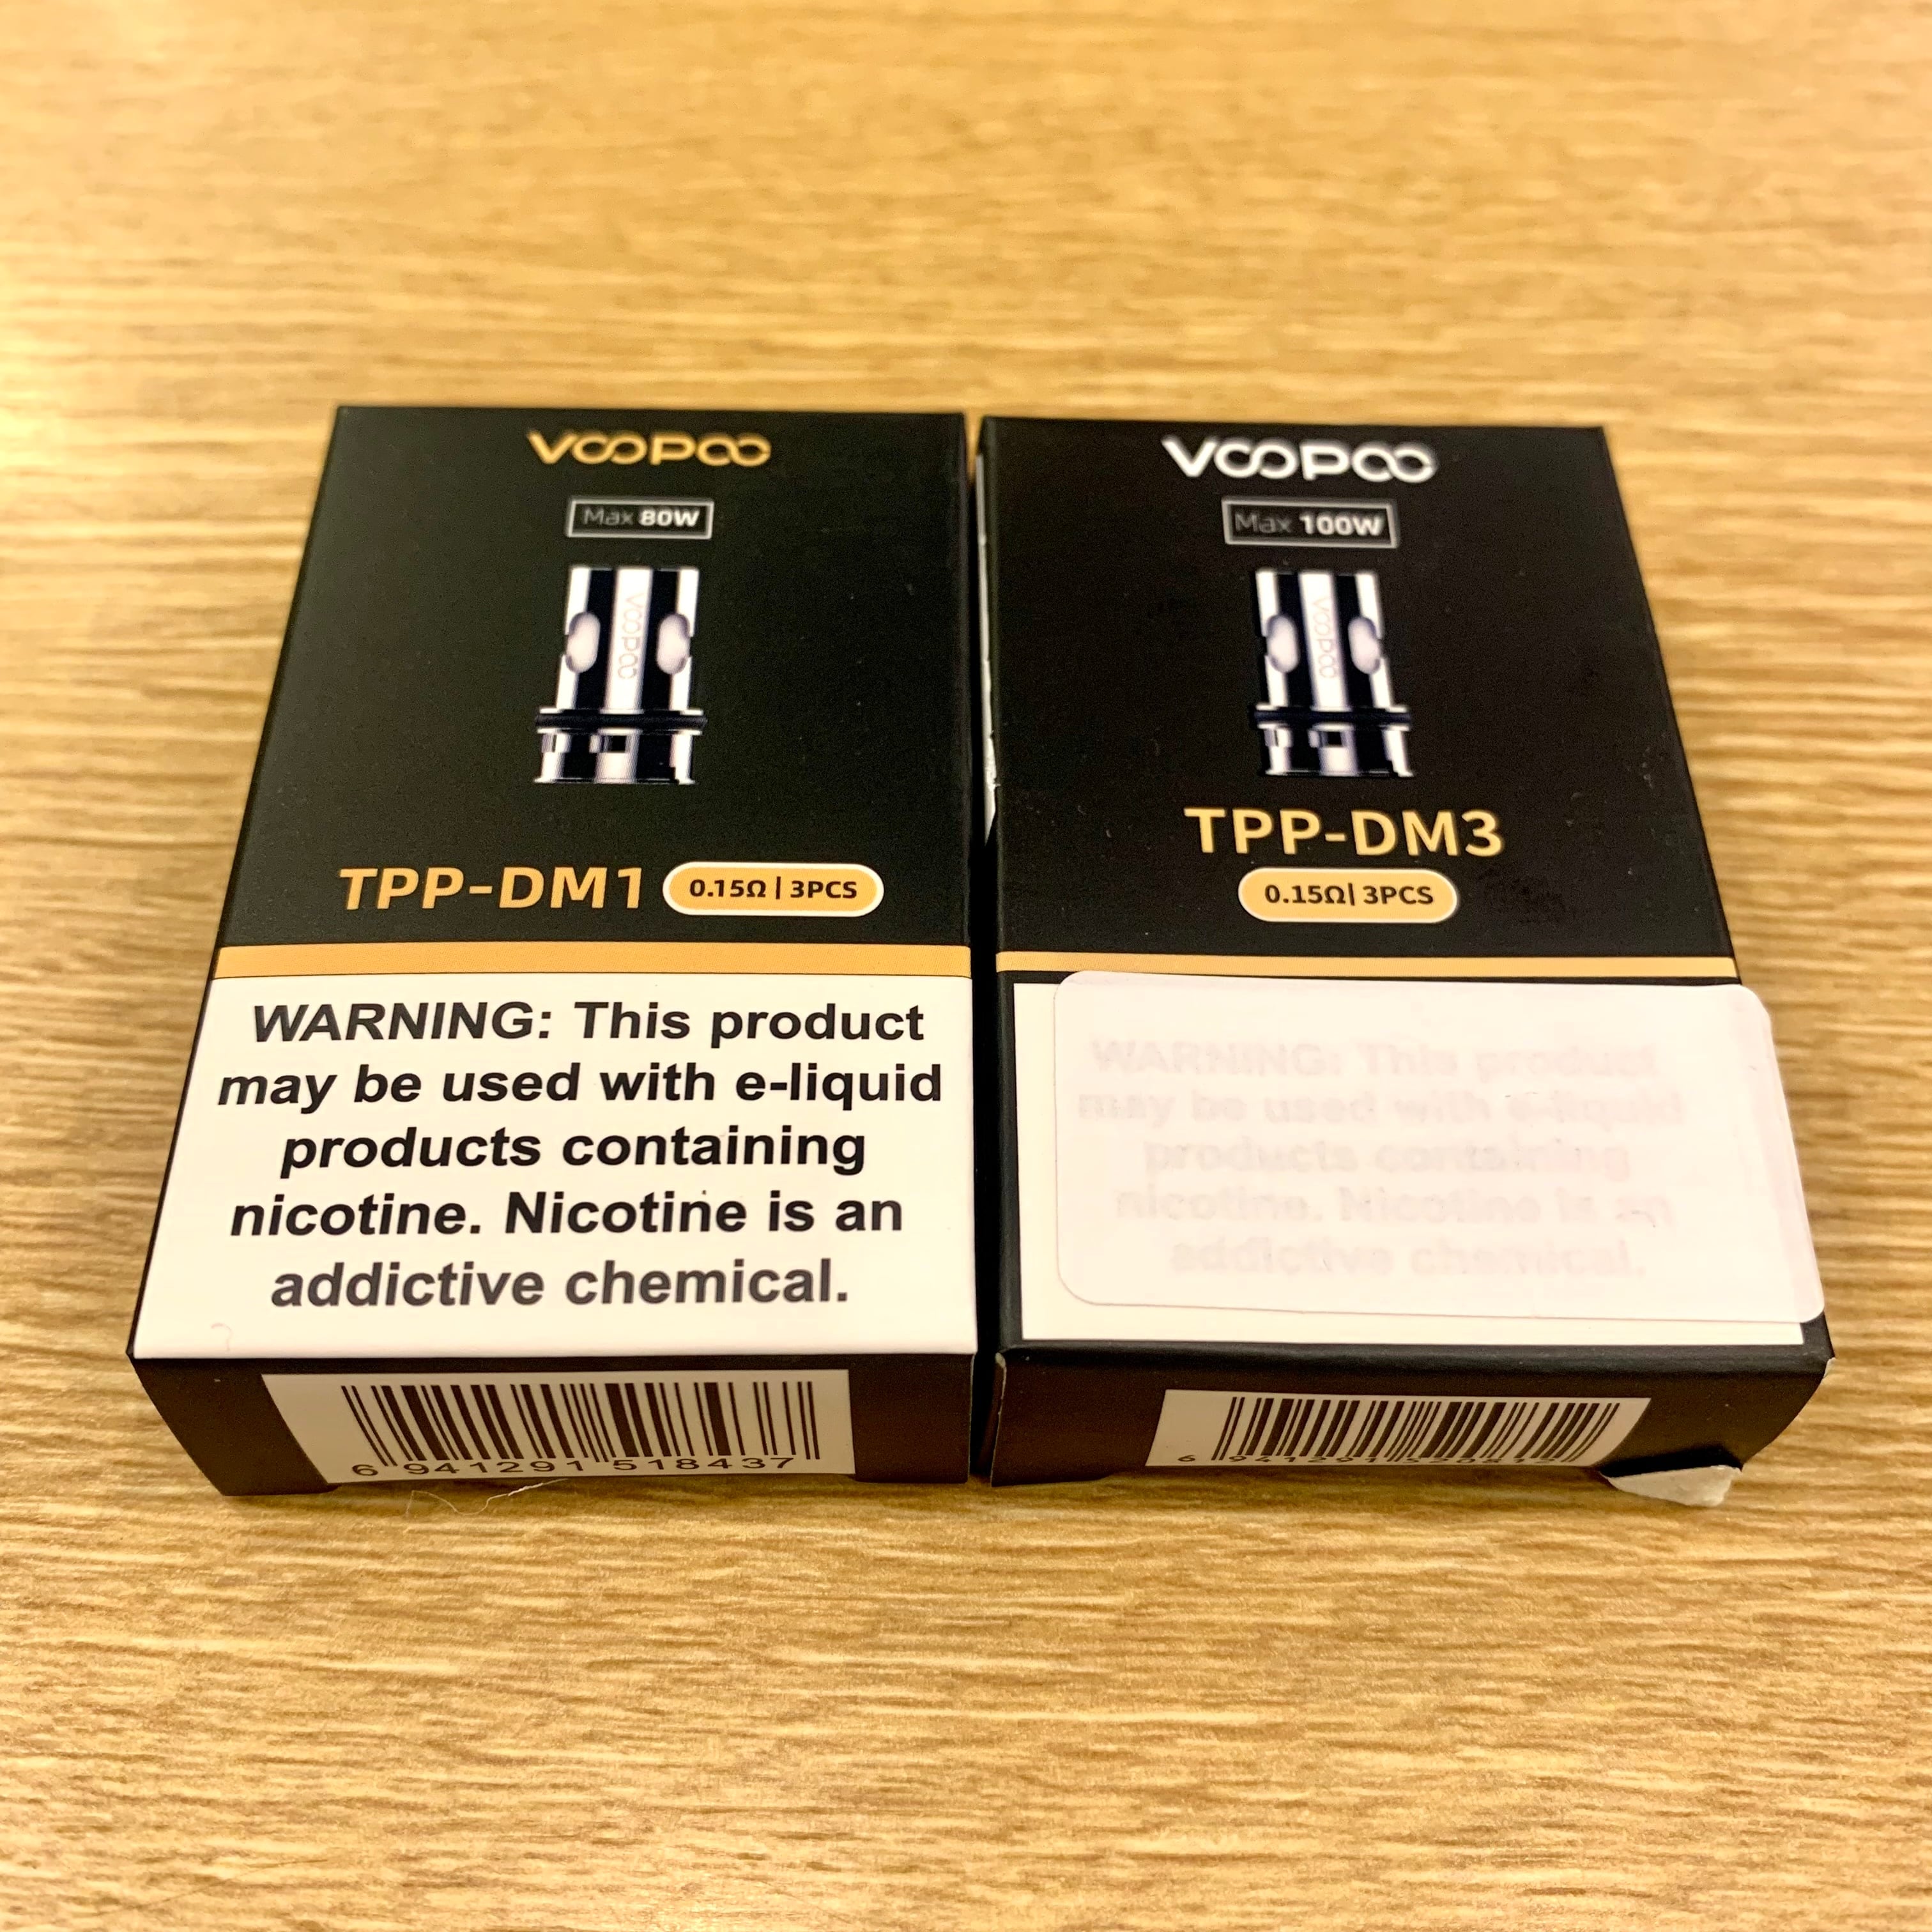 VOOPOO
Max 80W
VOOPOO
TPP-DM1 0.15Ω | 3PCS
WARNING: This product
may be used with e-liquid
products containing
nicotine. Nicotine is an
addictive chemical.
6 941291 518437
VOOPOO
Max 100W
VOOPOO
TPP-DM3
0.15Ω| 3PCS
WARNING: This product
may be used with e-liquid
products containing
nicotine. Nicotine is an
addictive chemical.